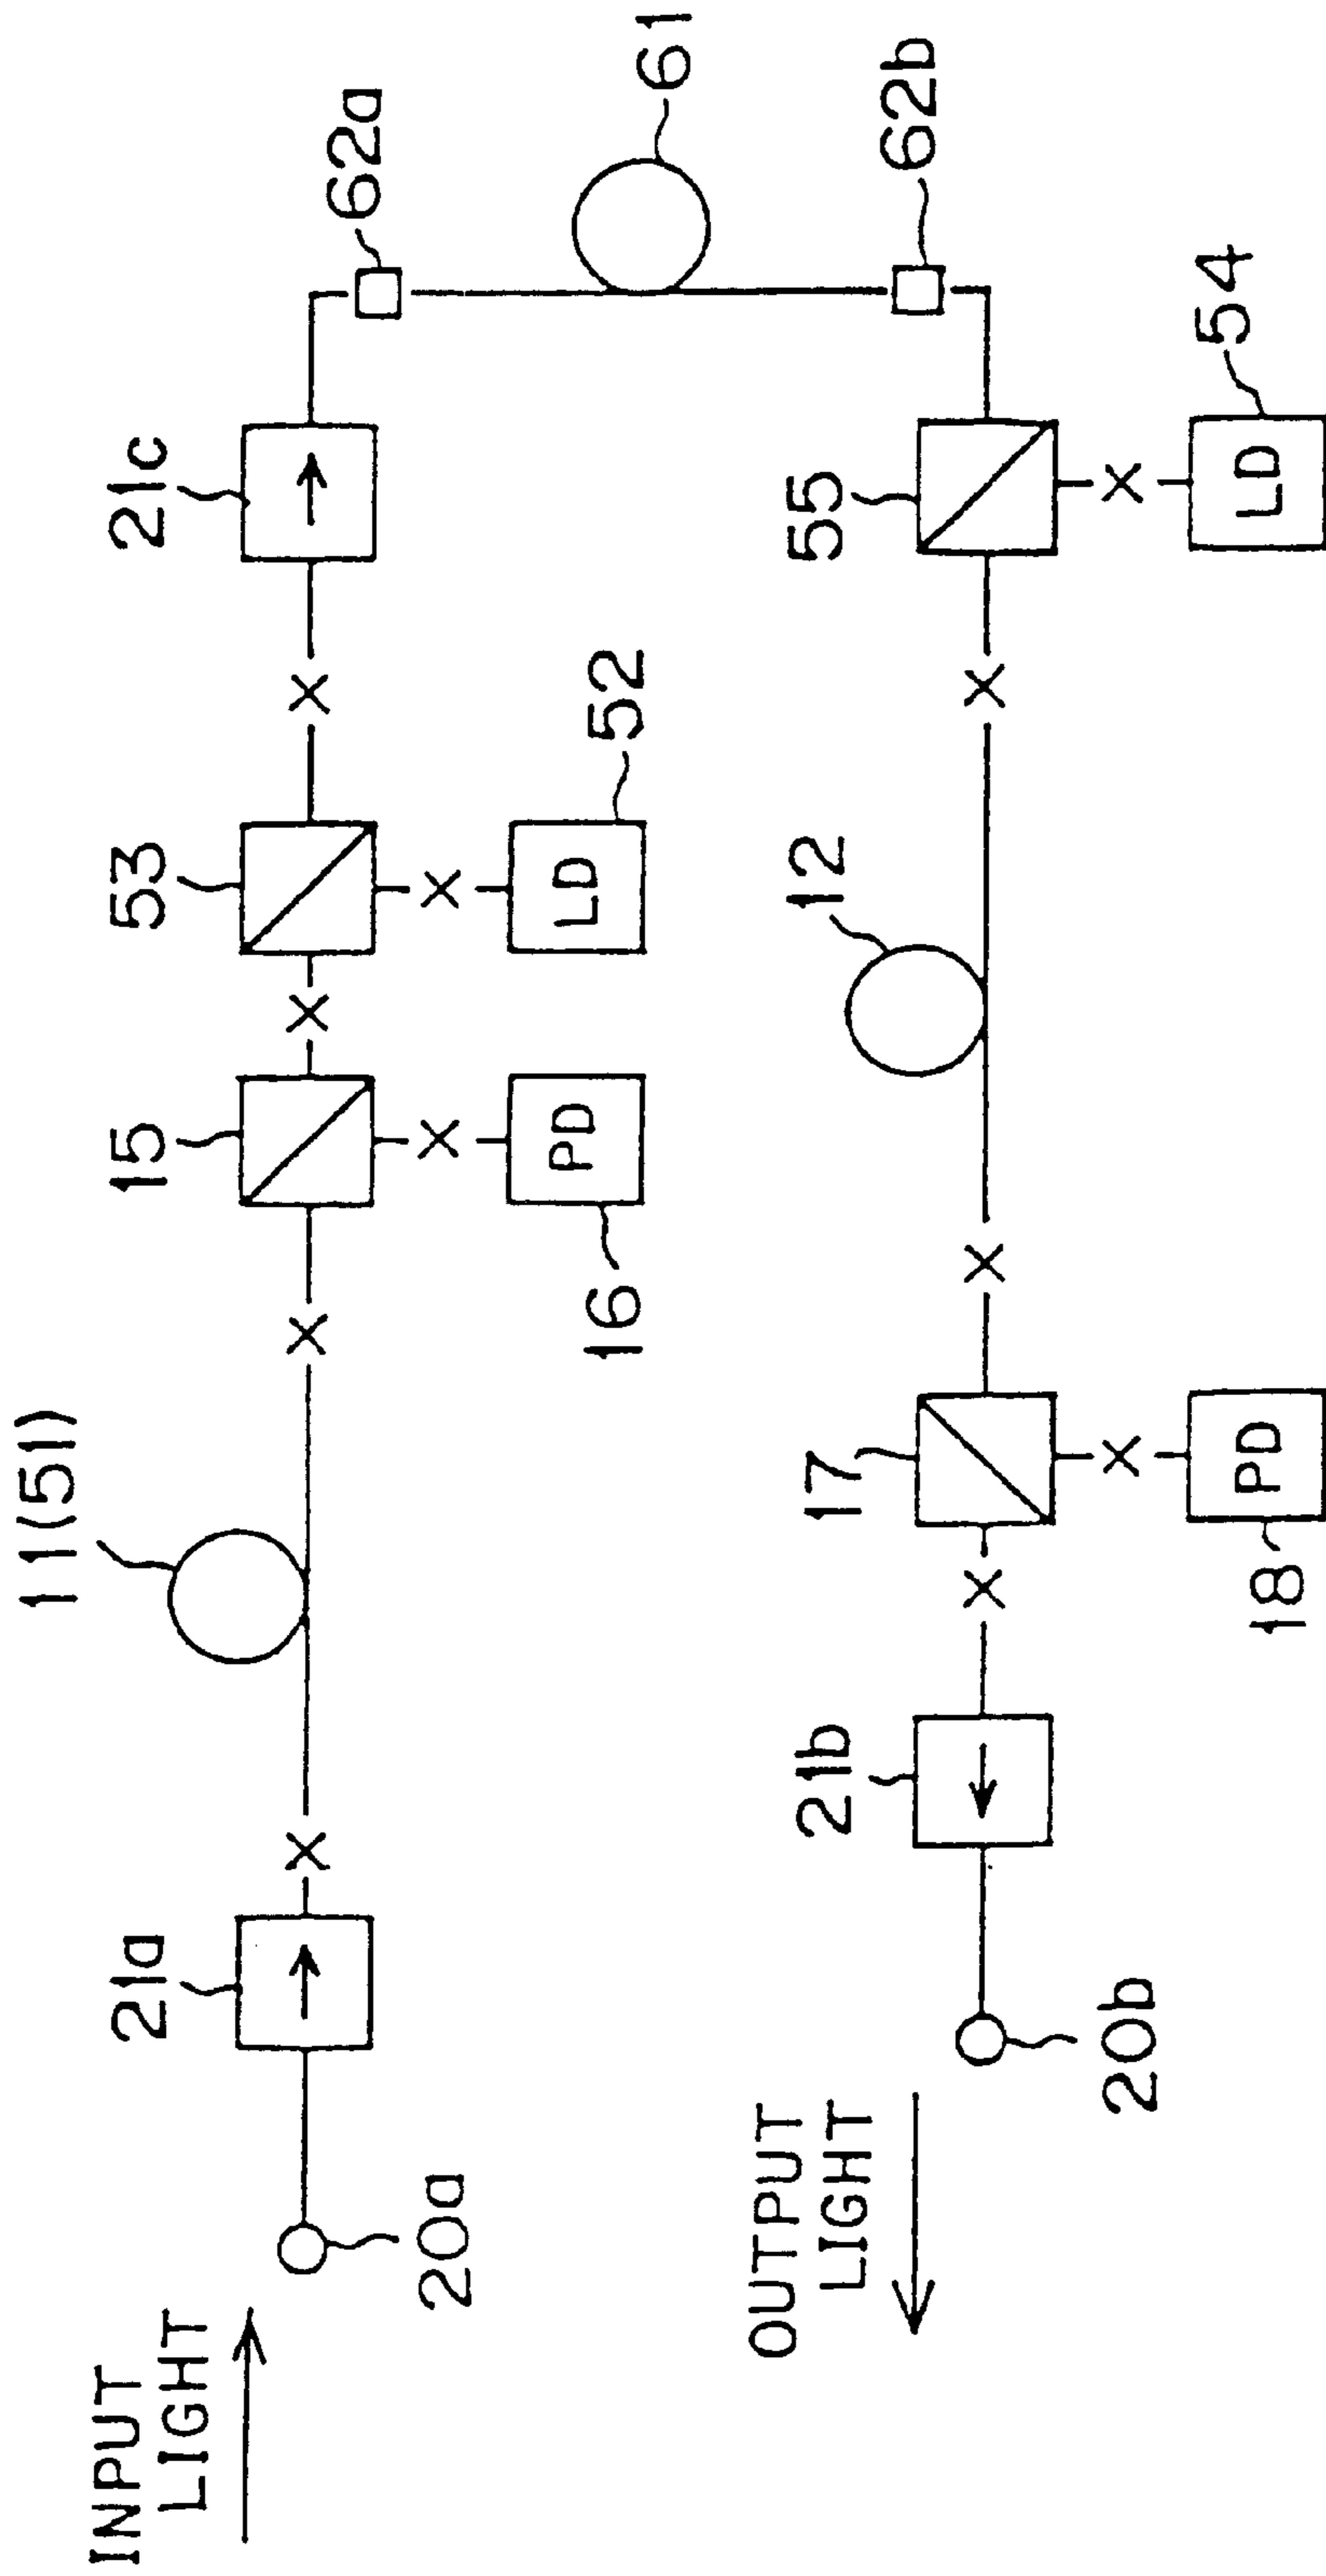 INPUT
LIGHT
20a
21a
11(51)
15
PD
16
53
LD
52
21c
62a
61
62b
55
LD
54
12
17
PD
18
21b
20b
OUTPUT
LIGHT